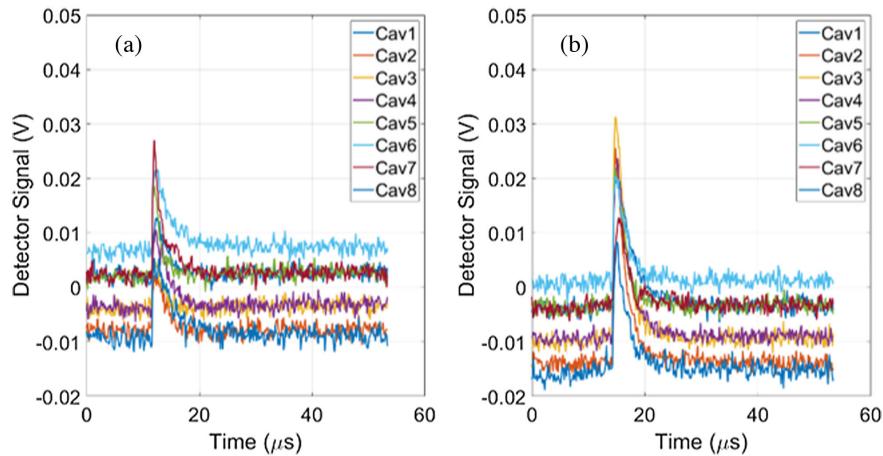 0.05
0.04
0.03
0.02
0.01
0
-0.01
-0.02
Detector Signal (V)
(a)
Cav1
Cav2
Cav3
Cav4
Cav5
Cav6
Cav7
Cav8
0 20 40 60
Time (μs)
0.05
0.04
0.03
0.02
0.01
0
-0.01
-0.02
Detector Signal (V)
(b)
Cav1
Cav2
Cav3
Cav4
Cav5
Cav6
Cav7
Cav8
0 20 40 60
Time (μs)